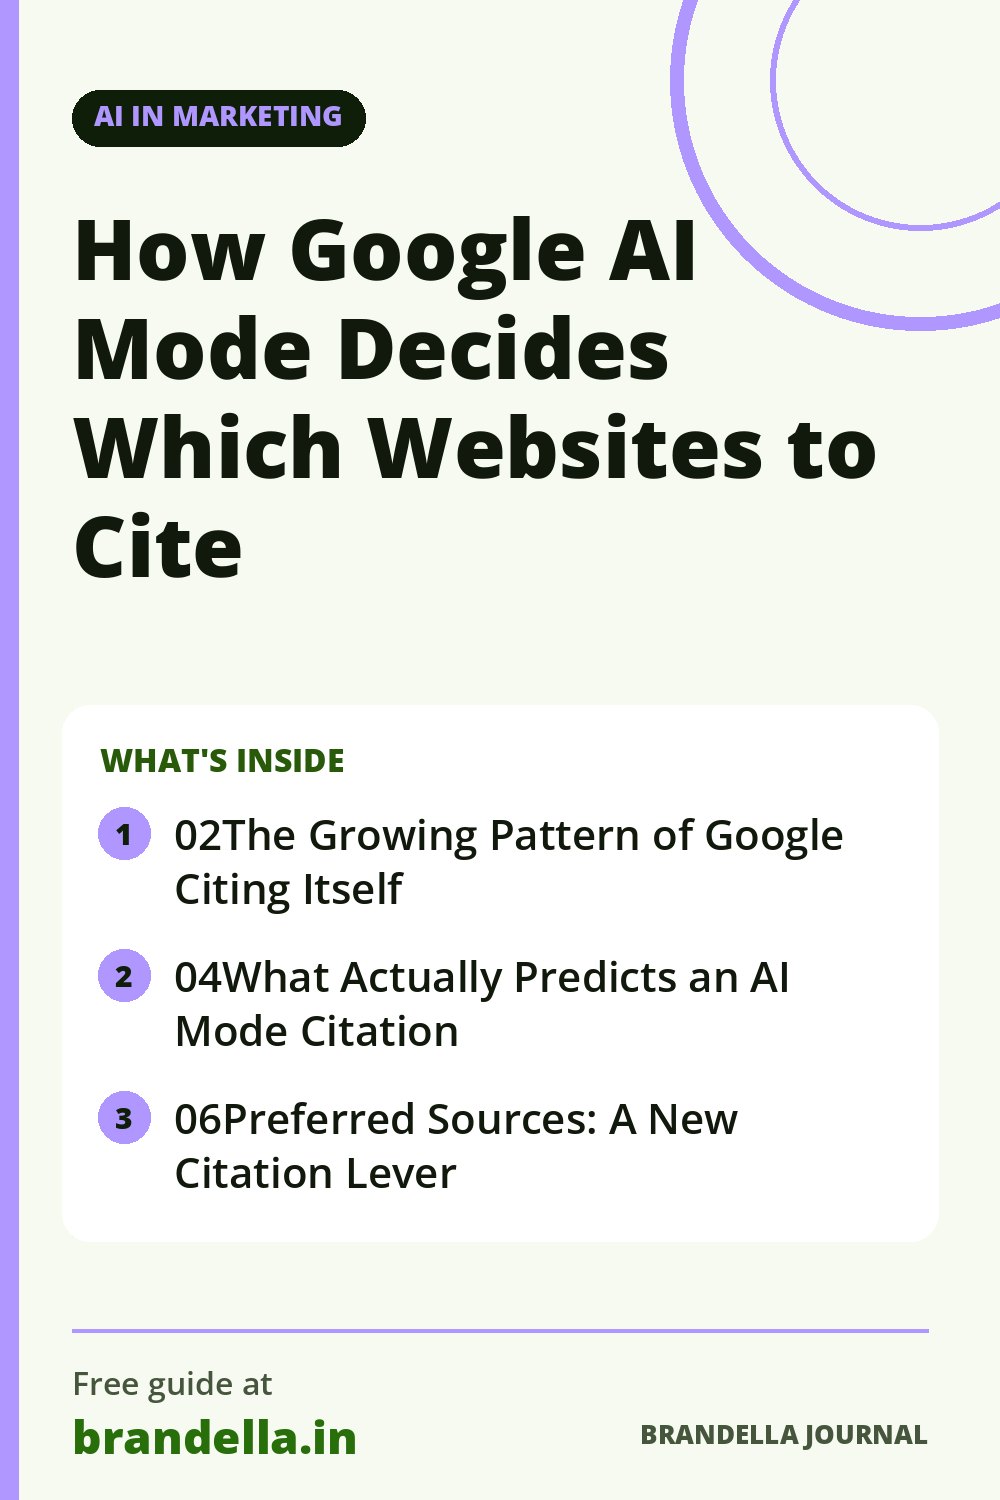 AI IN MARKETING
How Google AI
Mode Decides
Which Websites to
Cite
WHAT'S INSIDE
1 02The Growing Pattern of Google
Citing Itself
2 04What Actually Predicts an AI
Mode Citation
3 06Preferred Sources: A New
Citation Lever
Free guide at
brandella.in
BRANDELLA JOURNAL